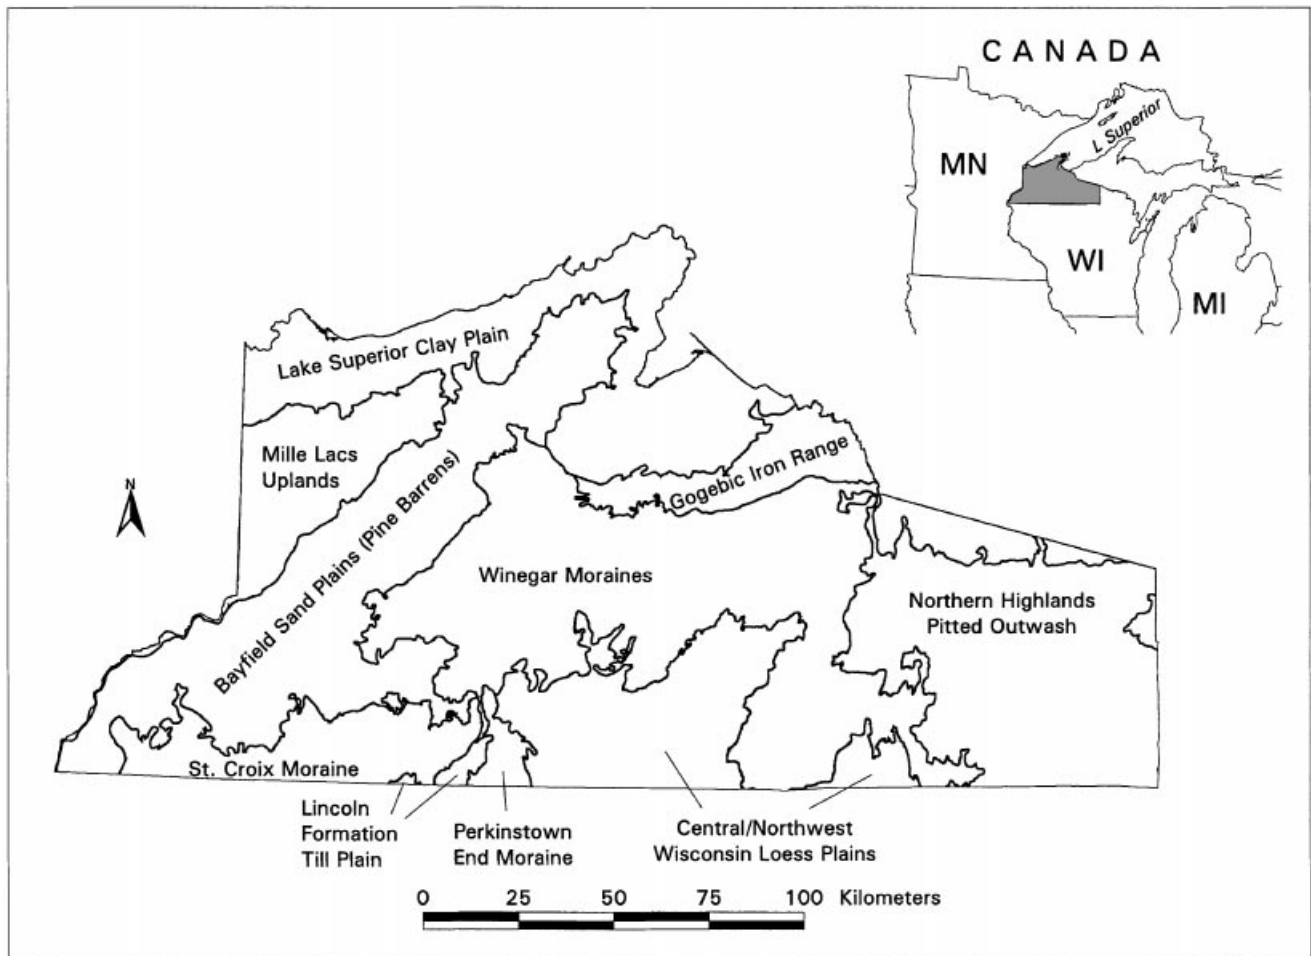 CANADA
L Superior
MN
WI
MI
Lake Superior Clay Plain
Mille Lacs
Uplands
Gogebic Iron Range
Bayfield Sand Plains (Pine Barrens)
N
Winegar Moraines
Northern Highlands
Pitted Outwash
St. Croix Moraine
Lincoln
Formation
Till Plain
Perkinstown
End Moraine
Central/Northwest
Wisconsin Loess Plains
0 25 50 75 100 Kilometers